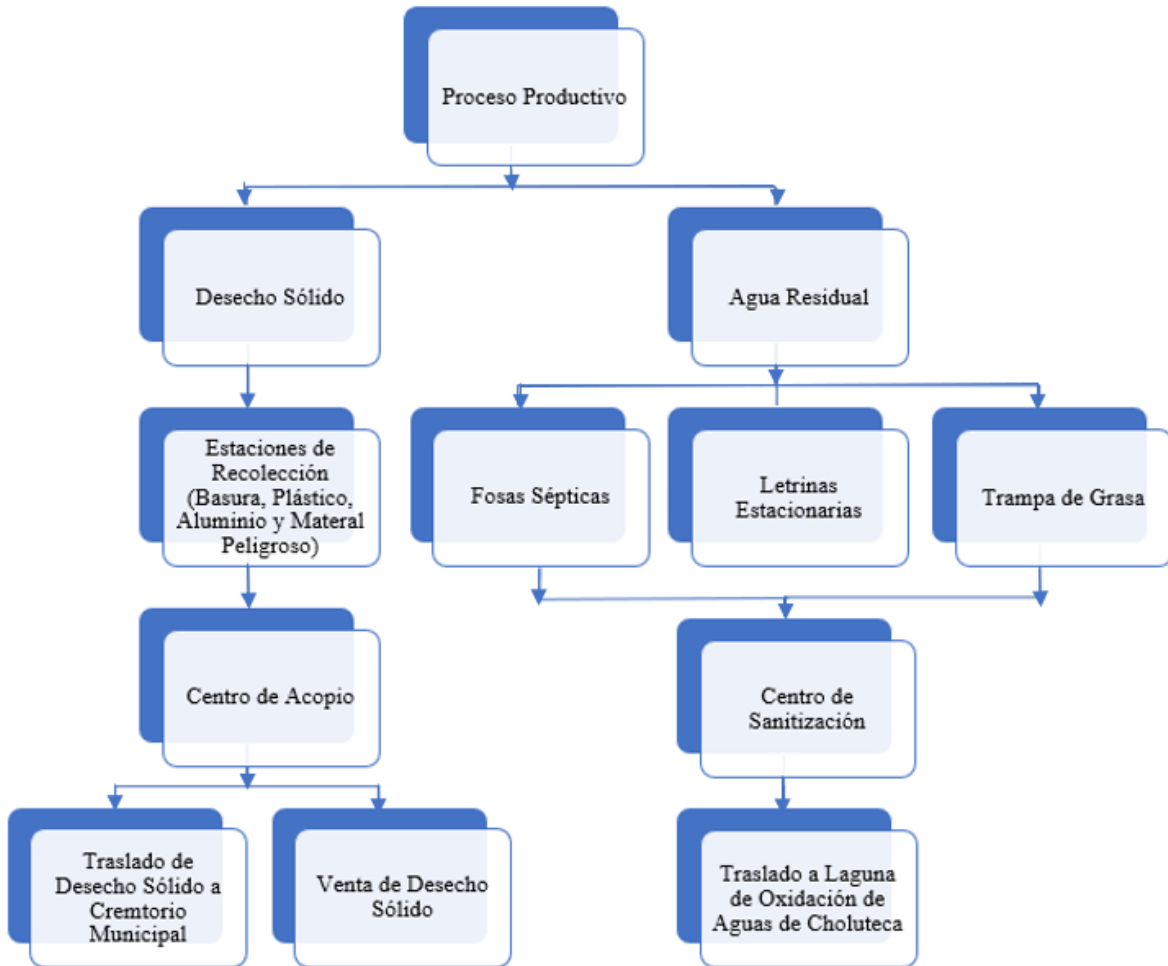 Proceso Productivo
Desecho Sólido
Agua Residual
Estaciones de
Recolección
(Basura, Plástico,
Aluminio y Materal
Peligroso)
Fosas Sépticas
Letrinas
Estacionarias
Trampa de Grasa
Centro de Acopio
Centro de
Sanitización
Traslado de
Desecho Sólido a
Cremtorio
Municipal
Venta de Desecho
Sólido
Traslado a Laguna
de Oxidación de
Aguas de Choluteca